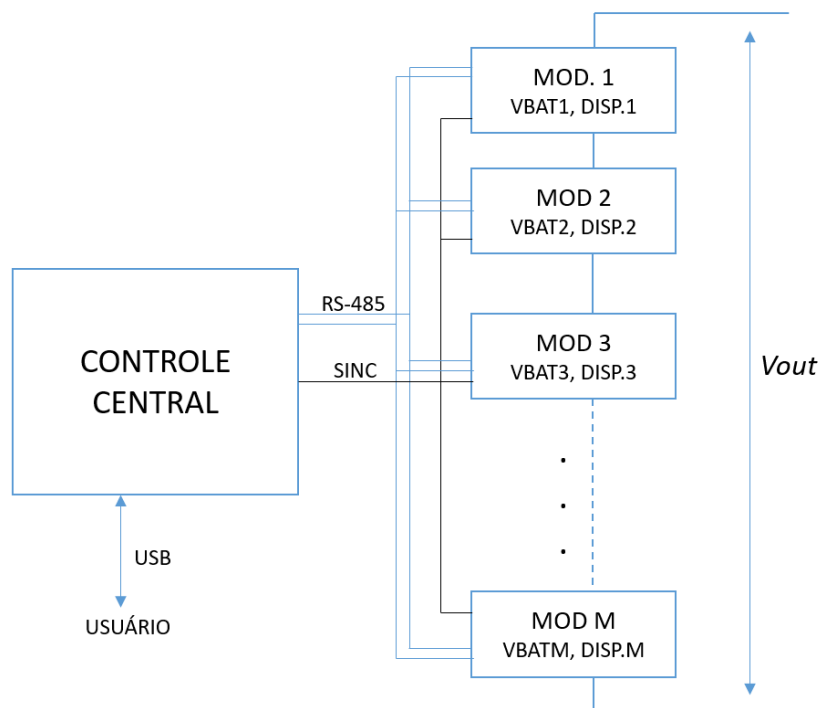 MOD. 1
VBAT1, DISP.1
MOD 2
VBAT2, DISP.2
RS-485
MOD 3
VBAT3, DISP.3
CONTROLE
CENTRAL
SINC
Vout
USB
USUÁRIO
MOD M
VBATM, DISP.M